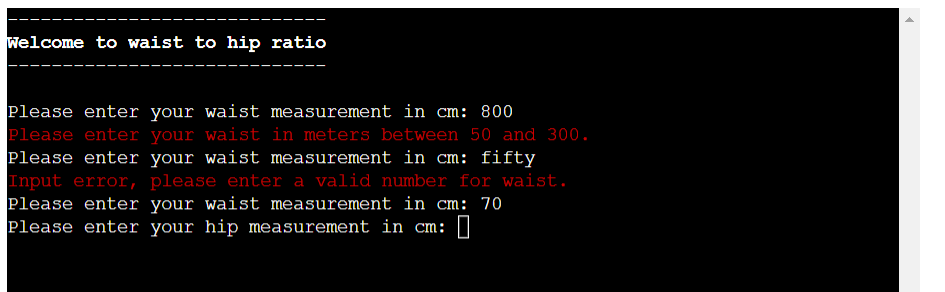 -----------------------------
Welcome to waist to hip ratio
-----------------------------
Please enter your waist measurement in cm: 800
Please enter your waist in meters between 50 and 300.
Please enter your waist measurement in cm: fifty
Input error, please enter a valid number for waist.
Please enter your waist measurement in cm: 70
Please enter your hip measurement in cm: